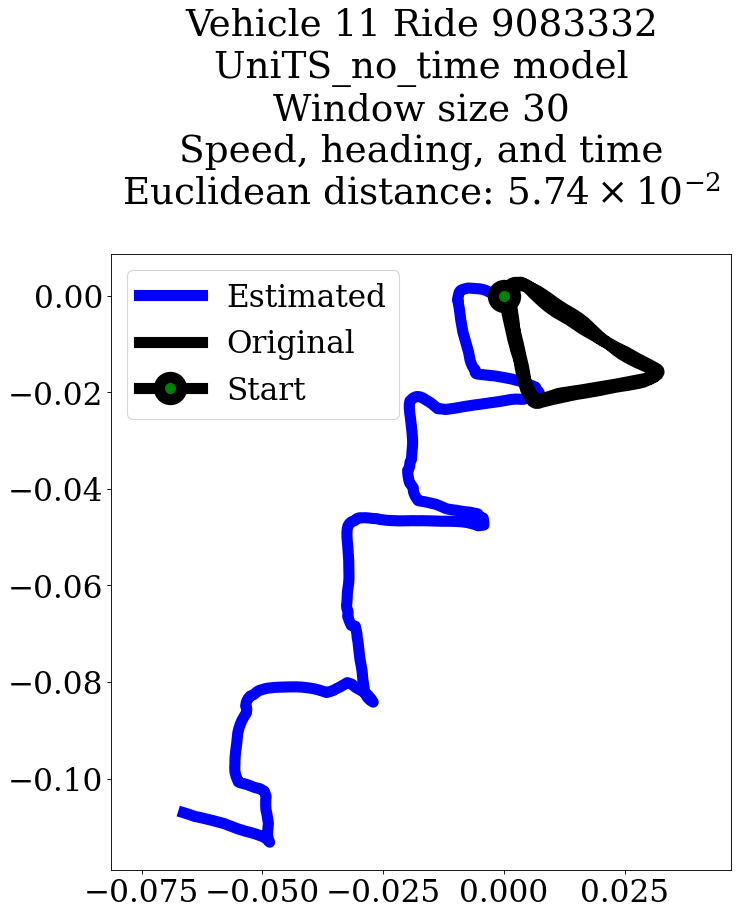 Vehicle 11 Ride 9083332
UniTS_no_time model
Window size 30
Speed, heading, and time
Euclidean distance: 5.74 × 10⁻²
Estimated
Original
Start
0.00
−0.02
−0.04
−0.06
−0.08
−0.10
−0.075 −0.050 −0.025 0.000 0.025